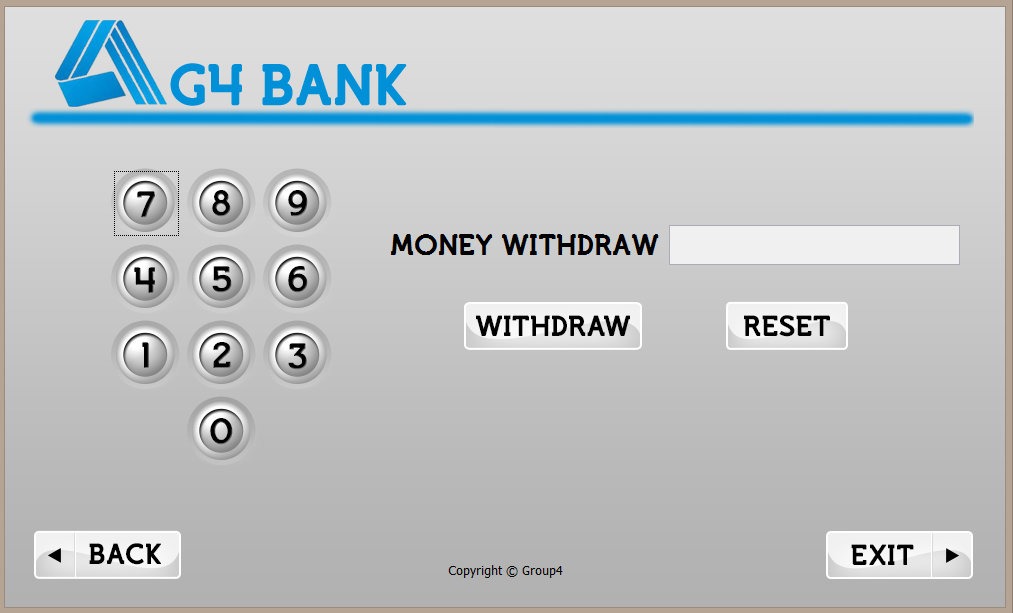 G4 BANK
7 8 9
MONEY WITHDRAW
4 5 6
WITHDRAW RESET
1 2 3
0
BACK
EXIT
Copyright © Group4